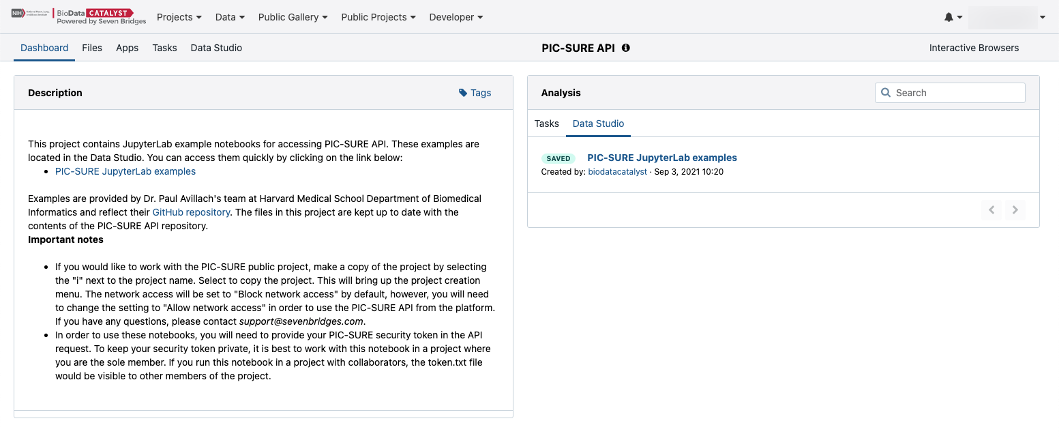 NIH BioData CATALYST
Powered by Seven Bridges
Projects Data Public Gallery Public Projects Developer
Dashboard Files Apps Tasks Data Studio
PIC-SURE API
Interactive Browsers
Description Tags
This project contains JupyterLab example notebooks for accessing PIC-SURE API. These examples are
located in the Data Studio. You can access them quickly by clicking on the link below:
• PIC-SURE JupyterLab examples
Examples are provided by Dr. Paul Avillach's team at Harvard Medical School Department of Biomedical
Informatics and reflect their GitHub repository. The files in this project are kept up to date with the
contents of the PIC-SURE API repository.
Important notes
• If you would like to work with the PIC-SURE public project, make a copy of the project by selecting
the "i" next to the project name. Select to copy the project. This will bring up the project creation
menu. The network access will be set to "Block network access" by default, however, you will need
to change the setting to "Allow network access" in order to use the PIC-SURE API from the platform.
If you have any questions, please contact support@sevenbridges.com.
• In order to use these notebooks, you will need to provide your PIC-SURE security token in the API
request. To keep your security token private, it is best to work with this notebook in a project where
you are the sole member. If you run this notebook in a project with collaborators, the token.txt file
would be visible to other members of the project.
Analysis Search
Tasks Data Studio
SAVED PIC-SURE JupyterLab examples
Created by: biodatacatalyst · Sep 3, 2021 10:20